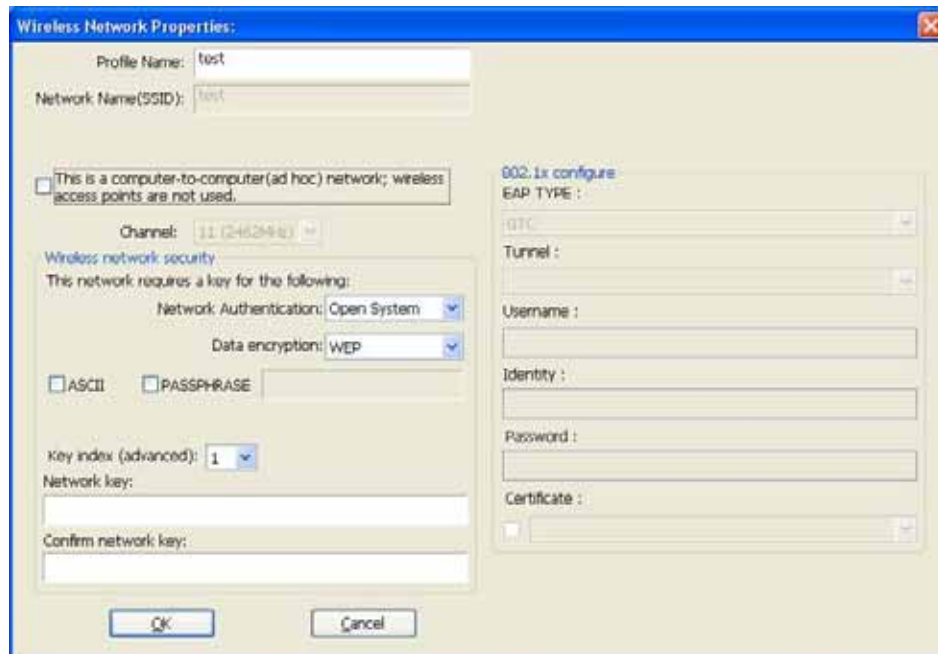 Wireless Network Properties:
Profile Name: test
Network Name(SSID): test
This is a computer-to-computer(ad hoc) network; wireless
access points are not used.
Channel: 11 (2462MHz)
Wireless network security
This network requires a key for the following:
Network Authentication: Open System
Data encryption: WEP
ASCII PASSPHRASE
Key index (advanced): 1
Network key:
Confirm network key:
OK Cancel
802.1x configure
EAP TYPE :
GTC
Tunnel :
Username :
Identity :
Password :
Certificate :